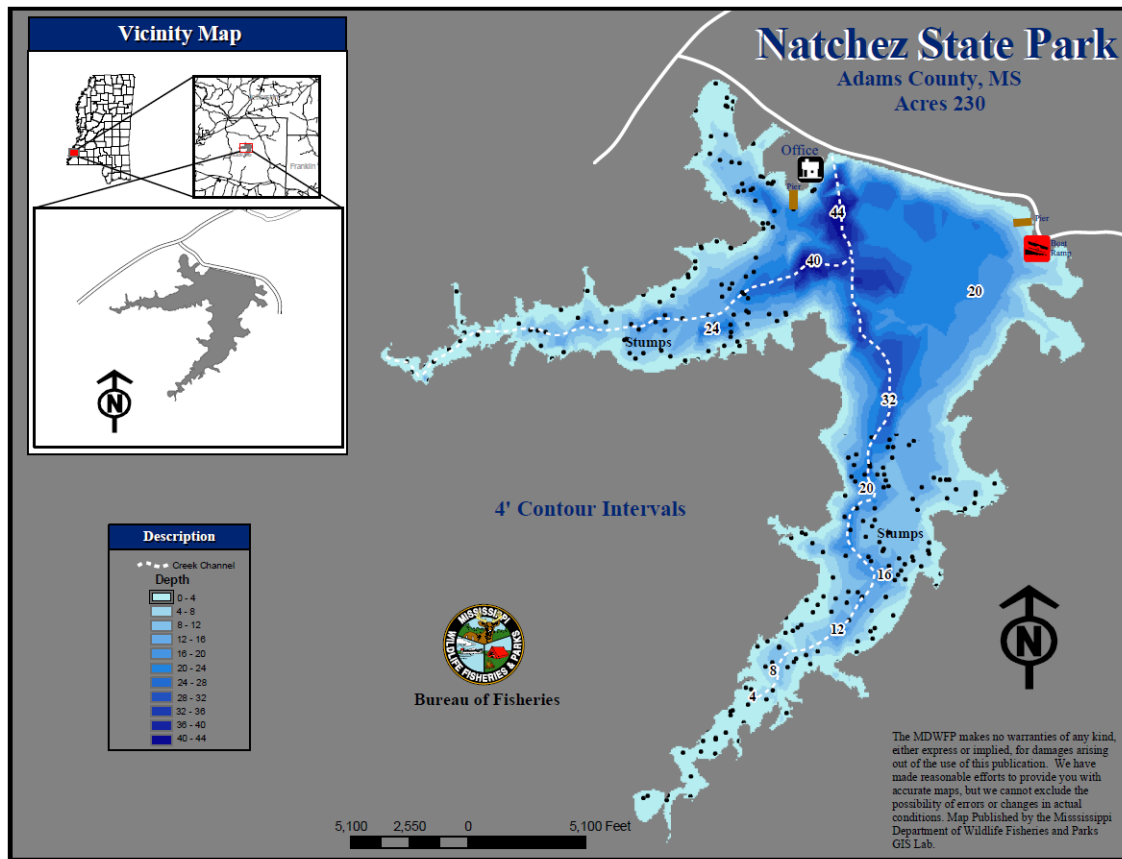 Vicinity Map
Franklin
N
Natchez State Park
Adams County, MS
Acres 230
Office
Pier
44
Pier
Boat
Ramp
40
20
24
Stumps
32
20
4' Contour Intervals
Stumps
16
12
8
4
Description
Creek Channel
Depth
0 - 4
4 - 8
8 - 12
12 - 16
16 - 20
20 - 24
24 - 28
28 - 32
32 - 36
36 - 40
40 - 44
MISSISSIPPI
WILDLIFE FISHERIES & PARKS
Bureau of Fisheries
N
The MDWFP makes no warranties of any kind,
either express or implied, for damages arising
out of the use of this publication. We have
made reasonable efforts to provide you with
accurate maps, but we cannot exclude the
possibility of errors or changes in actual
conditions. Map Published by the Misssissippi
Department of Wildlife Fisheries and Parks
GIS Lab.
5,100 2,550 0 5,100 Feet